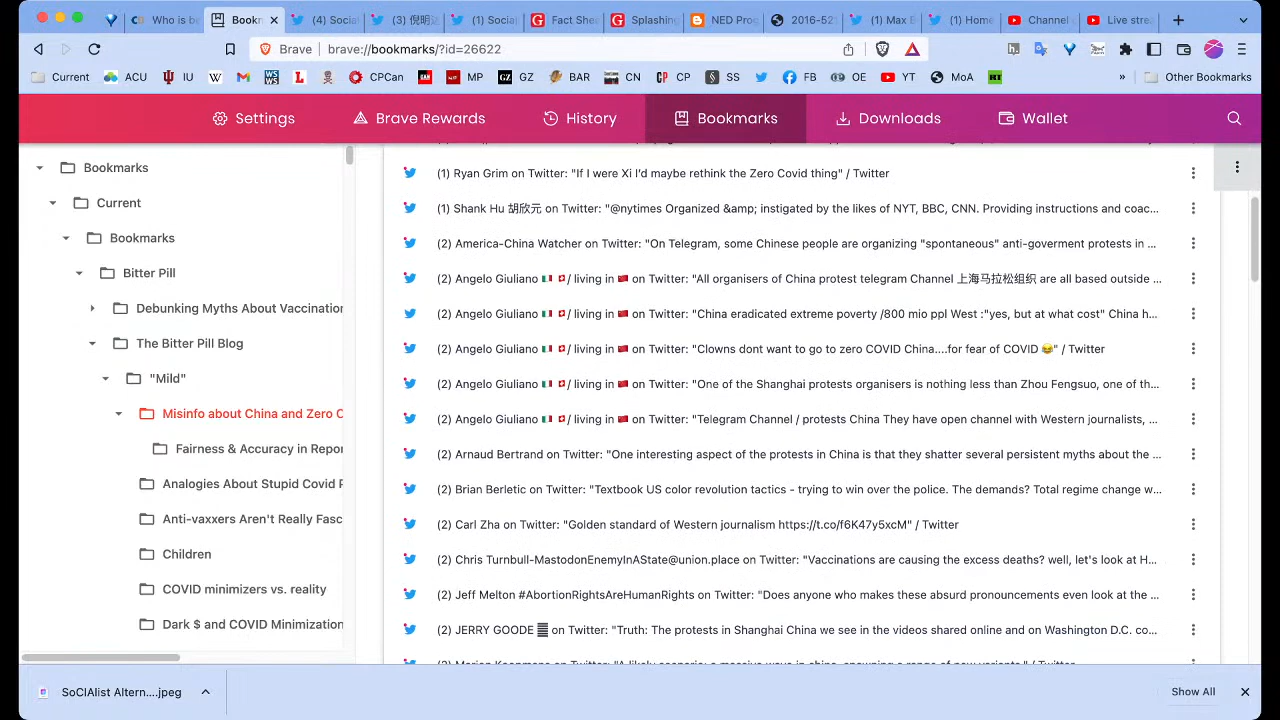 Who is b
Bookn
(4) Socia
(3) 倪明达
(1) Socia
Fact She
Splashing
NED Prog
2016-521
(1) Max B
(1) Home
Channel
Live stre
Brave | brave://bookmarks/?id=26622
Current ACU IU W CPCan MP GZ BAR CN CP SS FB OE YT MoA » Other Bookmarks
Settings Brave Rewards History Bookmarks Downloads Wallet
Bookmarks
Current
Bookmarks
Bitter Pill
Debunking Myths About Vaccination
The Bitter Pill Blog
"Mild"
Misinfo about China and Zero C
Fairness & Accuracy in Repor
Analogies About Stupid Covid P
Anti-vaxxers Aren't Really Fasc
Children
COVID minimizers vs. reality
Dark $ and COVID Minimization
(1) Ryan Grim on Twitter: "If I were Xi I'd maybe rethink the Zero Covid thing" / Twitter
(1) Shank Hu 胡欣元 on Twitter: "@nytimes Organized &amp; instigated by the likes of NYT, BBC, CNN. Providing instructions and coac...
(2) America-China Watcher on Twitter: "On Telegram, some Chinese people are organizing "spontaneous" anti-goverment protests in ...
(2) Angelo Giuliano 🇮🇹 🇨🇭/ living in 🇨🇳 on Twitter: "All organisers of China protest telegram Channel 上海马拉松组织 are all based outside ...
(2) Angelo Giuliano 🇮🇹 🇨🇭/ living in 🇨🇳 on Twitter: "China eradicated extreme poverty /800 mio ppl West :"yes, but at what cost" China h...
(2) Angelo Giuliano 🇮🇹 🇨🇭/ living in 🇨🇳 on Twitter: "Clowns dont want to go to zero COVID China....for fear of COVID 😂" / Twitter
(2) Angelo Giuliano 🇮🇹 🇨🇭/ living in 🇨🇳 on Twitter: "One of the Shanghai protests organisers is nothing less than Zhou Fengsuo, one of th...
(2) Angelo Giuliano 🇮🇹 🇨🇭/ living in 🇨🇳 on Twitter: "Telegram Channel / protests China They have open channel with Western journalists, ...
(2) Arnaud Bertrand on Twitter: "One interesting aspect of the protests in China is that they shatter several persistent myths about the ...
(2) Brian Berletic on Twitter: "Textbook US color revolution tactics - trying to win over the police. The demands? Total regime change w...
(2) Carl Zha on Twitter: "Golden standard of Western journalism https://t.co/f6K47y5xcM" / Twitter
(2) Chris Turnbull-MastodonEnemyInAState@union.place on Twitter: "Vaccinations are causing the excess deaths? well, let's look at H...
(2) Jeff Melton #AbortionRightsAreHumanRights on Twitter: "Does anyone who makes these absurd pronouncements even look at the ...
(2) JERRY GOODE on Twitter: "Truth: The protests in Shanghai China we see in the videos shared online and on Washington D.C. co...
SoCIAlist Altern....jpeg
Show All